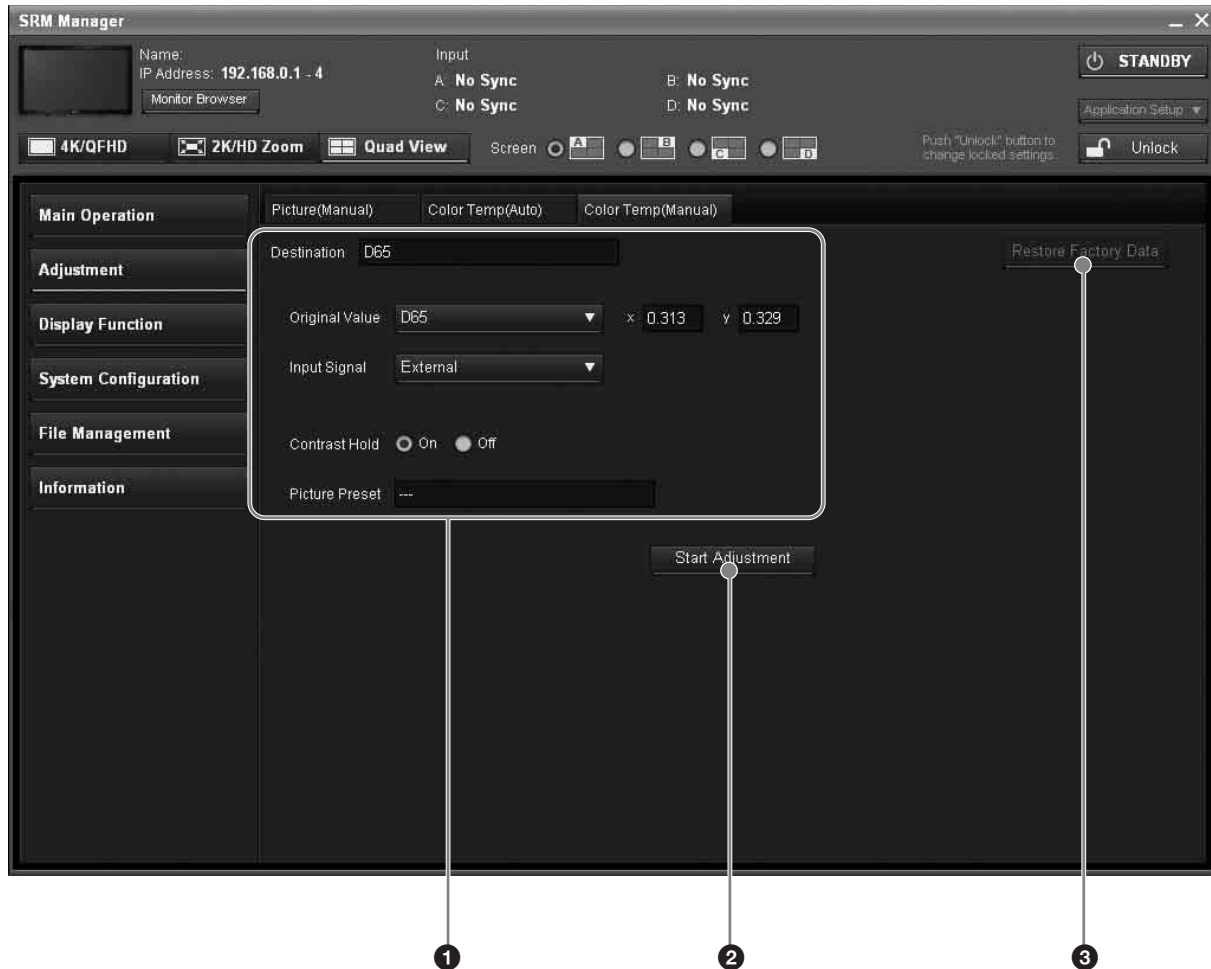 SRM Manager
Name:
IP Address: 192.168.0.1 - 4
Monitor Browser
Input
A: No Sync
B: No Sync
C: No Sync
D: No Sync
STANDBY
Application Setup
4K/QFHD
2K/HD Zoom
Quad View
Screen
A
B
C
D
Push "Unlock" button to
change locked settings.
Unlock
Main Operation
Adjustment
Display Function
System Configuration
File Management
Information
Picture(Manual)
Color Temp(Auto)
Color Temp(Manual)
Destination D65
Restore Factory Data
Original Value D65 x 0.313 y 0.329
Input Signal External
Contrast Hold On Off
Picture Preset ---
Start Adjustment
1 2 3